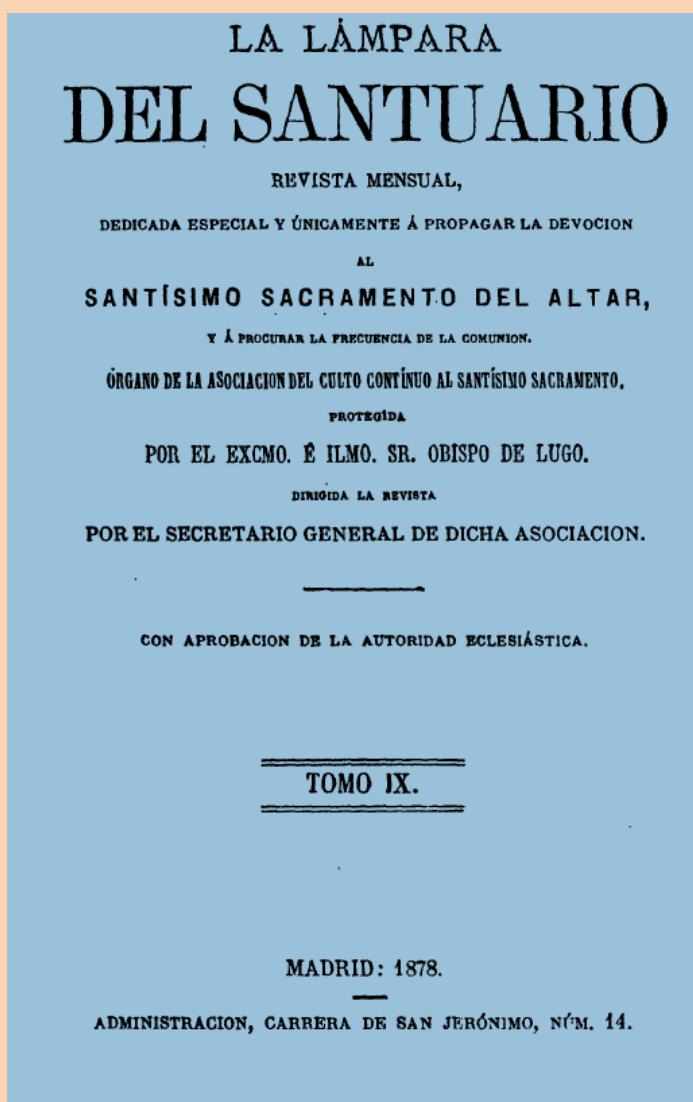 LA LÁMPARA
DEL SANTUARIO
REVISTA MENSUAL,
DEDICADA ESPECIAL Y ÚNICAMENTE Á PROPAGAR LA DEVOCION
AL
SANTÍSIMO SACRAMENTO DEL ALTAR,
Y Á PROCURAR LA FRECUENCIA DE LA COMUNION.
ÓRGANO DE LA ASOCIACION DEL CULTO CONTÍNUO AL SANTÍSIMO SACRAMENTO,
PROTEGIDA
POR EL EXCMO. É ILMO. SR. OBISPO DE LUGO.
DIRIGIDA LA REVISTA
POR EL SECRETARIO GENERAL DE DICHA ASOCIACION.
CON APROBACION DE LA AUTORIDAD ECLESIÁSTICA.
TOMO IX.
MADRID: 1878.
ADMINISTRACION, CARRERA DE SAN JERÓNIMO, NÚM. 14.